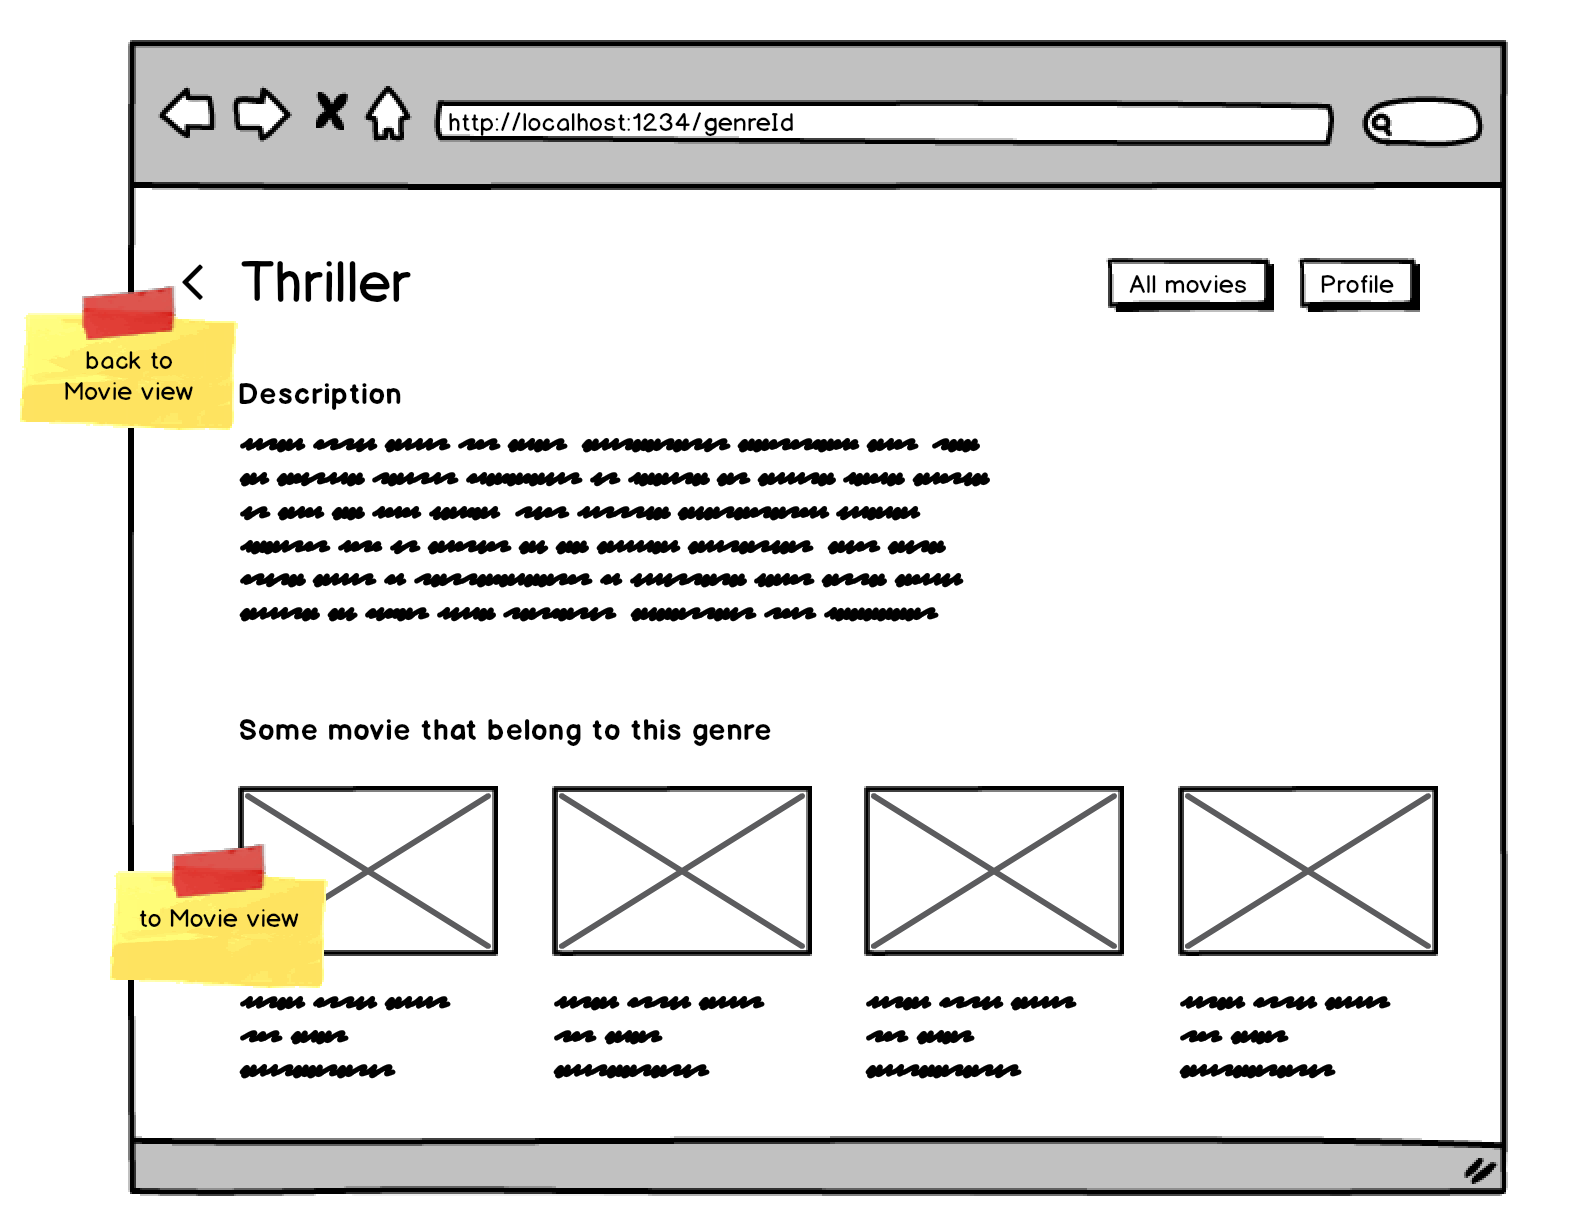 http://localhost:1234/genreId
Thriller
All movies
Profile
back to
Movie view
Description
Some movie that belong to this genre
to Movie view